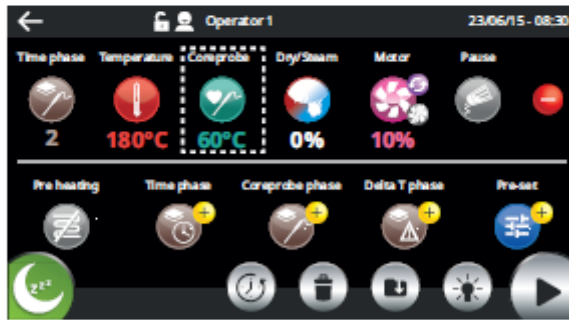 Operator 1 23/06/15 - 08:30
Time phase Temperature Coreprobe Dry/Steam Motor Pause
2 180°C 60°C 0% 10%
Pre heating Time phase Coreprobe phase Delta T phase Pre-set
zzz